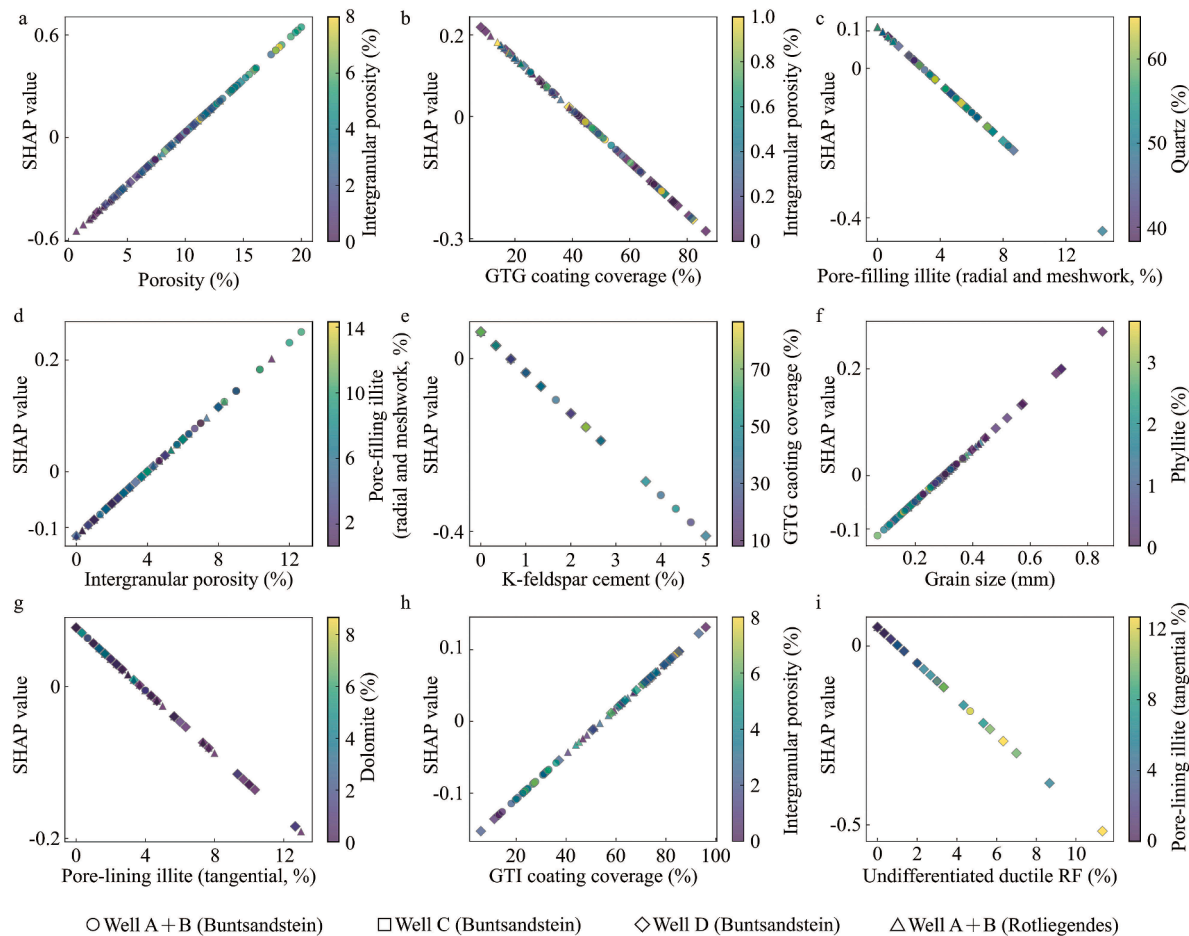 a
SHAP value
0.6
0
-0.6
0
5
10
15
20
Porosity (%)
8
6
4
2
0
Intergranular porosity (%)
b
SHAP value
0.2
0
-0.3
20
40
60
80
GTG coating coverage (%)
1.0
0.8
0.6
0.4
0.2
0
Intragranular porosity (%)
c
SHAP value
0.1
0
-0.4
0
4
8
12
Pore-filling illite (radial and meshwork, %)
60
50
40
Quartz (%)
d
SHAP value
0.2
0
-0.1
0
4
8
12
Intergranular porosity (%)
14
10
6
2
Pore-filling illite
(radial and meshwork, %)
e
SHAP value
0
-0.4
0
1
2
3
4
5
K-feldspar cement (%)
70
50
30
10
GTG caoting coverage (%)
f
SHAP value
0.2
0
-0.1
0.2
0.4
0.6
0.8
Grain size (mm)
3
2
1
0
Phyllite (%)
g
SHAP value
0
-0.2
0
4
8
12
Pore-lining illite (tangential, %)
8
6
4
2
0
Dolomite (%)
h
SHAP value
0.1
0
-0.1
20
40
60
80
100
GTI coating coverage (%)
8
6
4
2
0
Intergranular porosity (%)
i
SHAP value
0
-0.5
0
2
4
6
8
10
Undifferentiated ductile RF (%)
12
8
4
0
Pore-lining illite (tangential %)
Well A+B (Buntsandstein)
Well C (Buntsandstein)
Well D (Buntsandstein)
Well A+B (Rotliegendes)